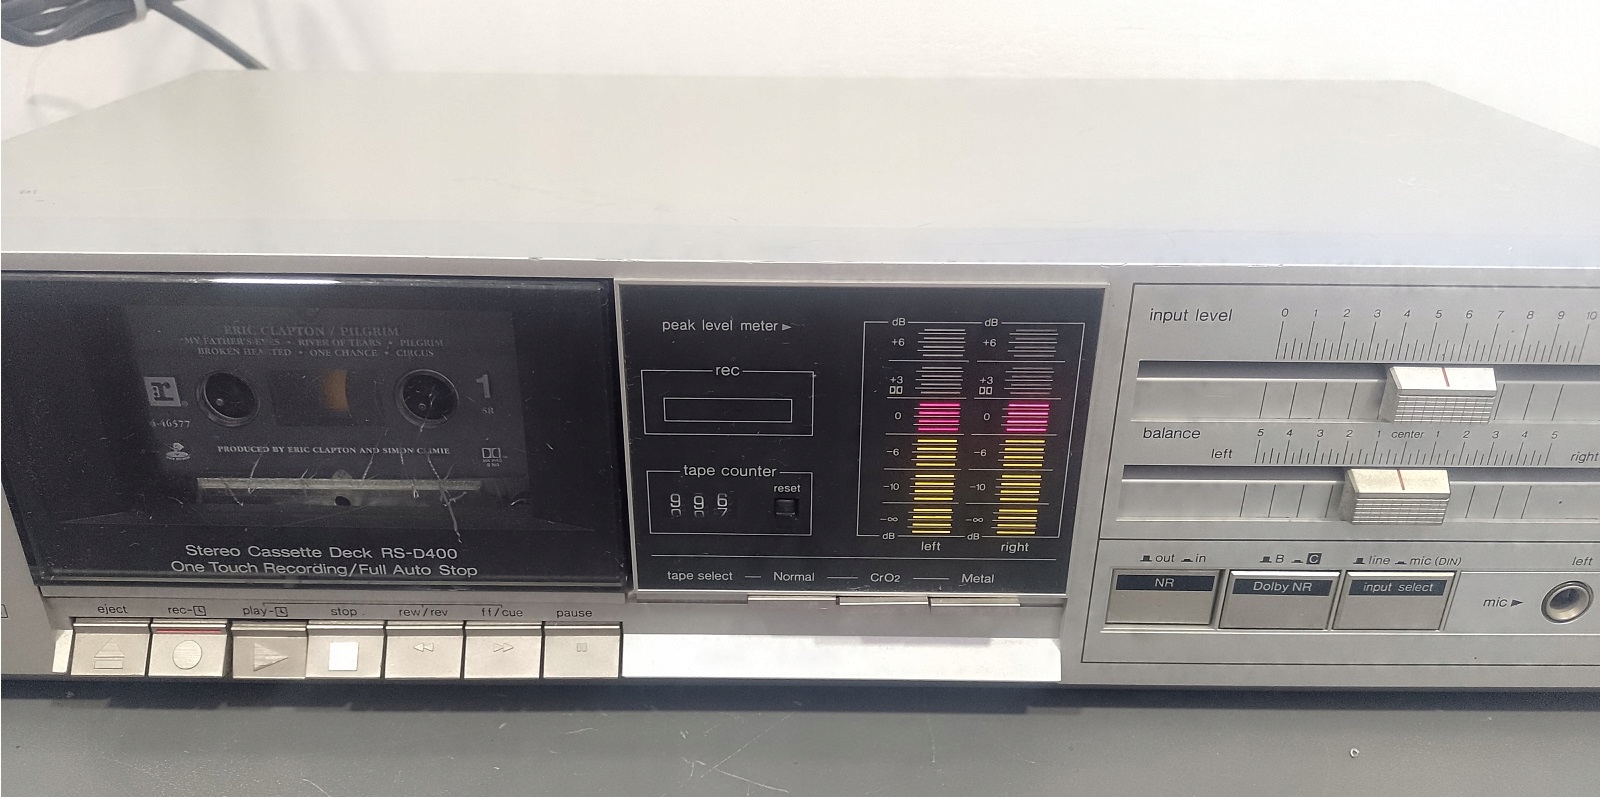 ERIC CLAPTON / PILGRIM
MY FATHER'S EYES • RIVER OF TEARS • PILGRIM
BROKEN HEARTED • ONE CHANCE • CIRCUS
1
SB
4-46577
PRODUCED BY ERIC CLAPTON AND SIMON CLIMIE
Stereo Cassette Deck RS-D400
One Touch Recording/Full Auto Stop
eject rec- play- stop rew/rev ff/cue pause
peak level meter
rec
tape counter
996
007
reset
dB dB
+6
+3 +3
0 0
-6 -6
-10 -10
-∞ -∞
dB dB
left right
tape select — Normal — CrO2 — Metal
input level
0 1 2 3 4 5 6 7 8 9 10
balance
left 5 4 3 2 1 center 1 2 3 4 5 right
out in B C line mic (DIN)
NR Dolby NR input select
mic left